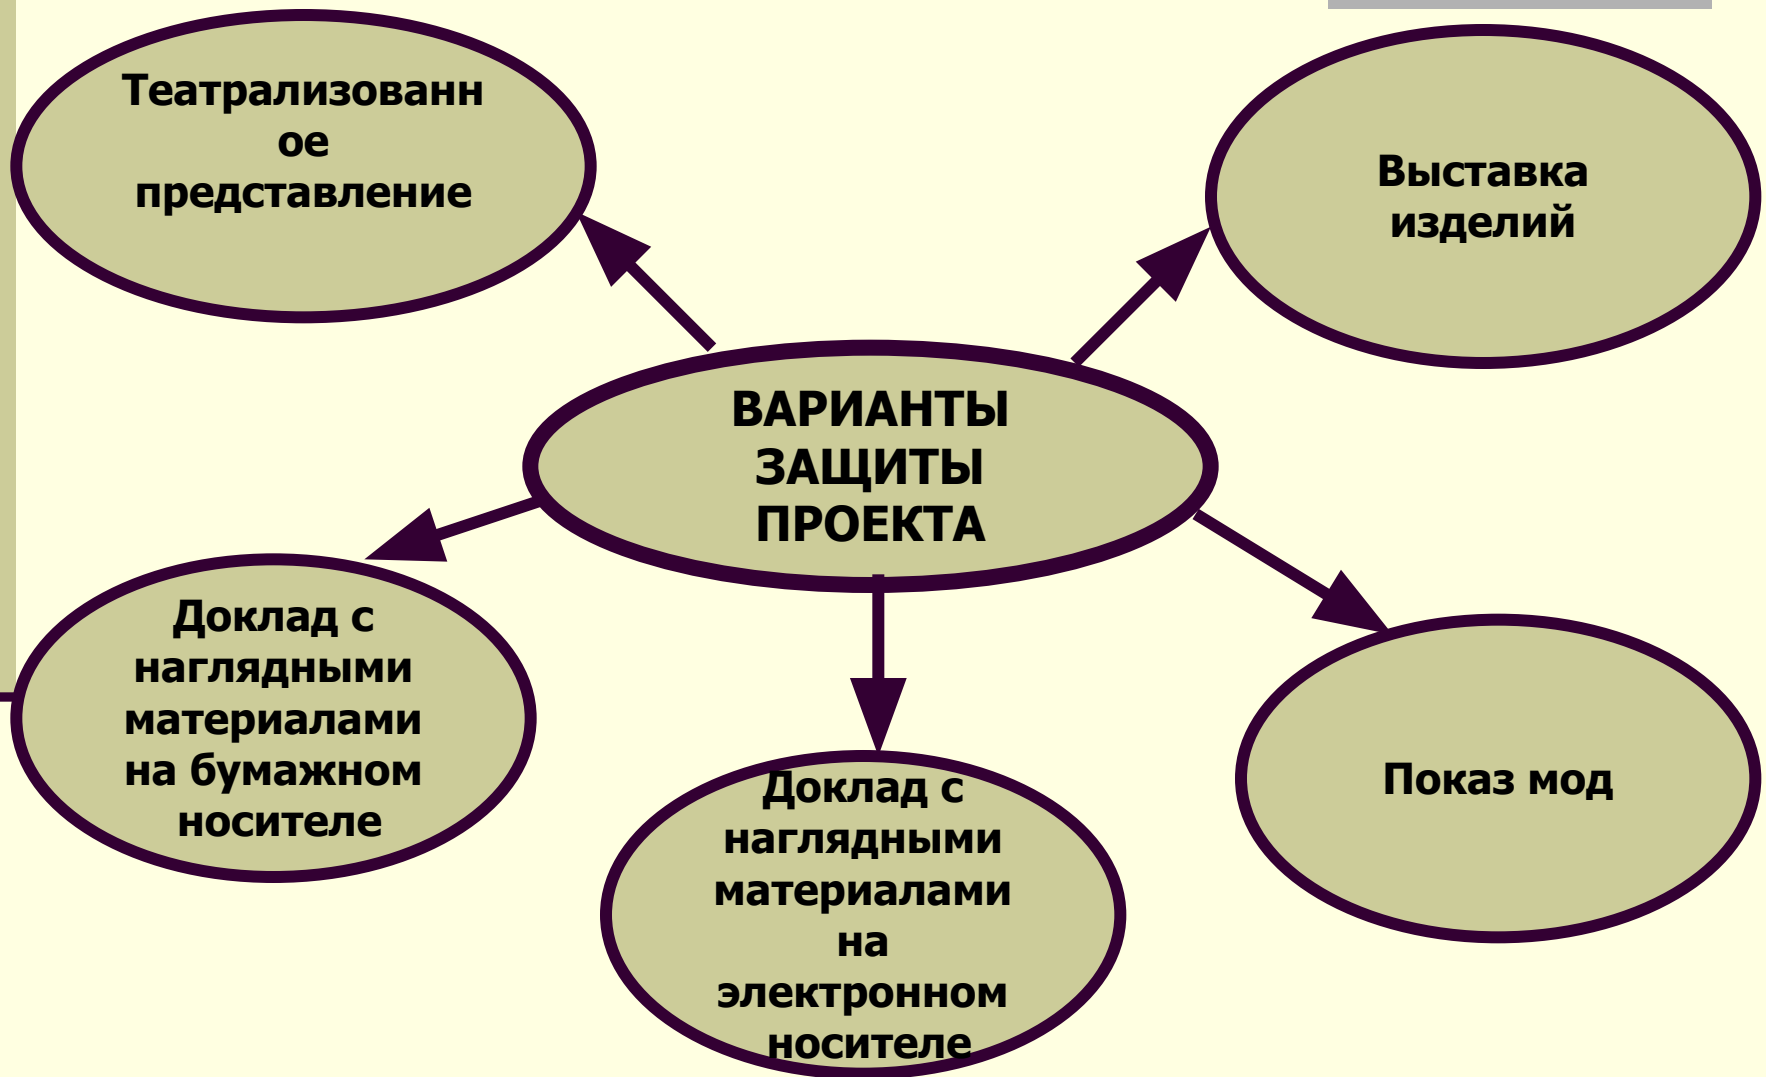 Театрализованн
ое
представление
Выставка
изделий
ВАРИАНТЫ
ЗАЩИТЫ
ПРОЕКТА
Доклад с
наглядными
материалами
на бумажном
носителе
Доклад с
наглядными
материалами
на
электронном
носителе
Показ мод